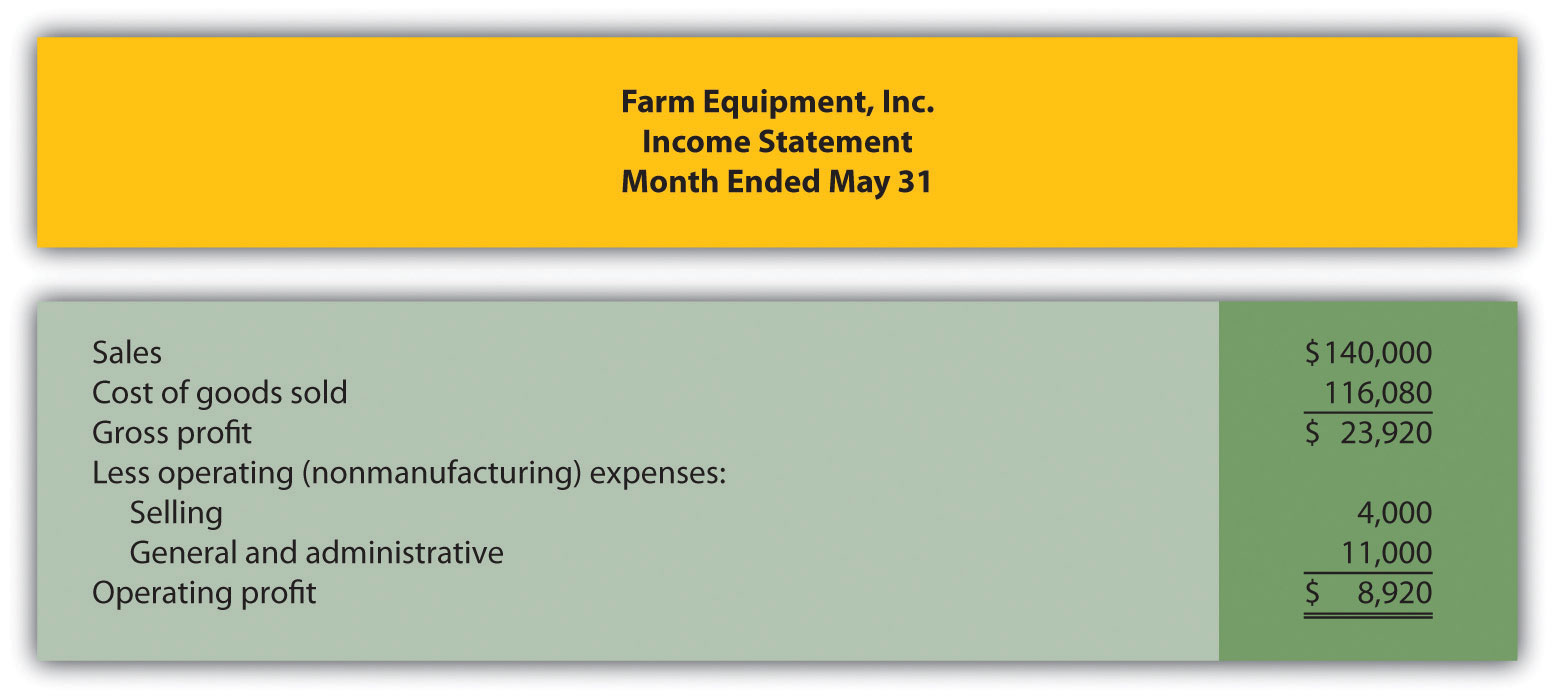 Farm Equipment, Inc.
Income Statement
Month Ended May 31
Sales $140,000
Cost of goods sold 116,080
Gross profit $ 23,920
Less operating (nonmanufacturing) expenses:
Selling 4,000
General and administrative 11,000
Operating profit $ 8,920